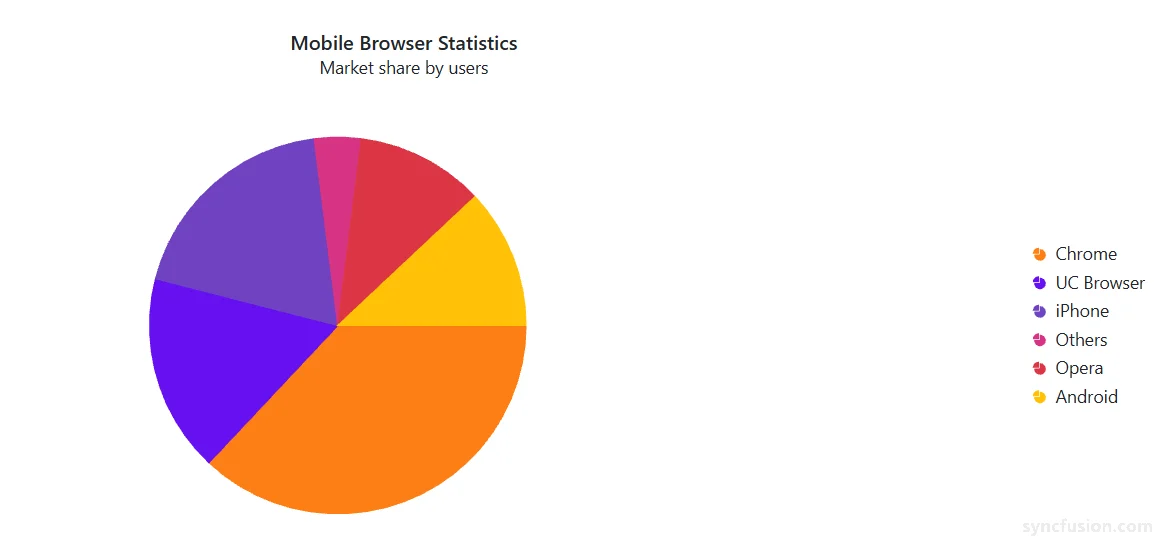 Mobile Browser Statistics
Market share by users
Chrome
UC Browser
iPhone
Others
Opera
Android
syncfusion.com